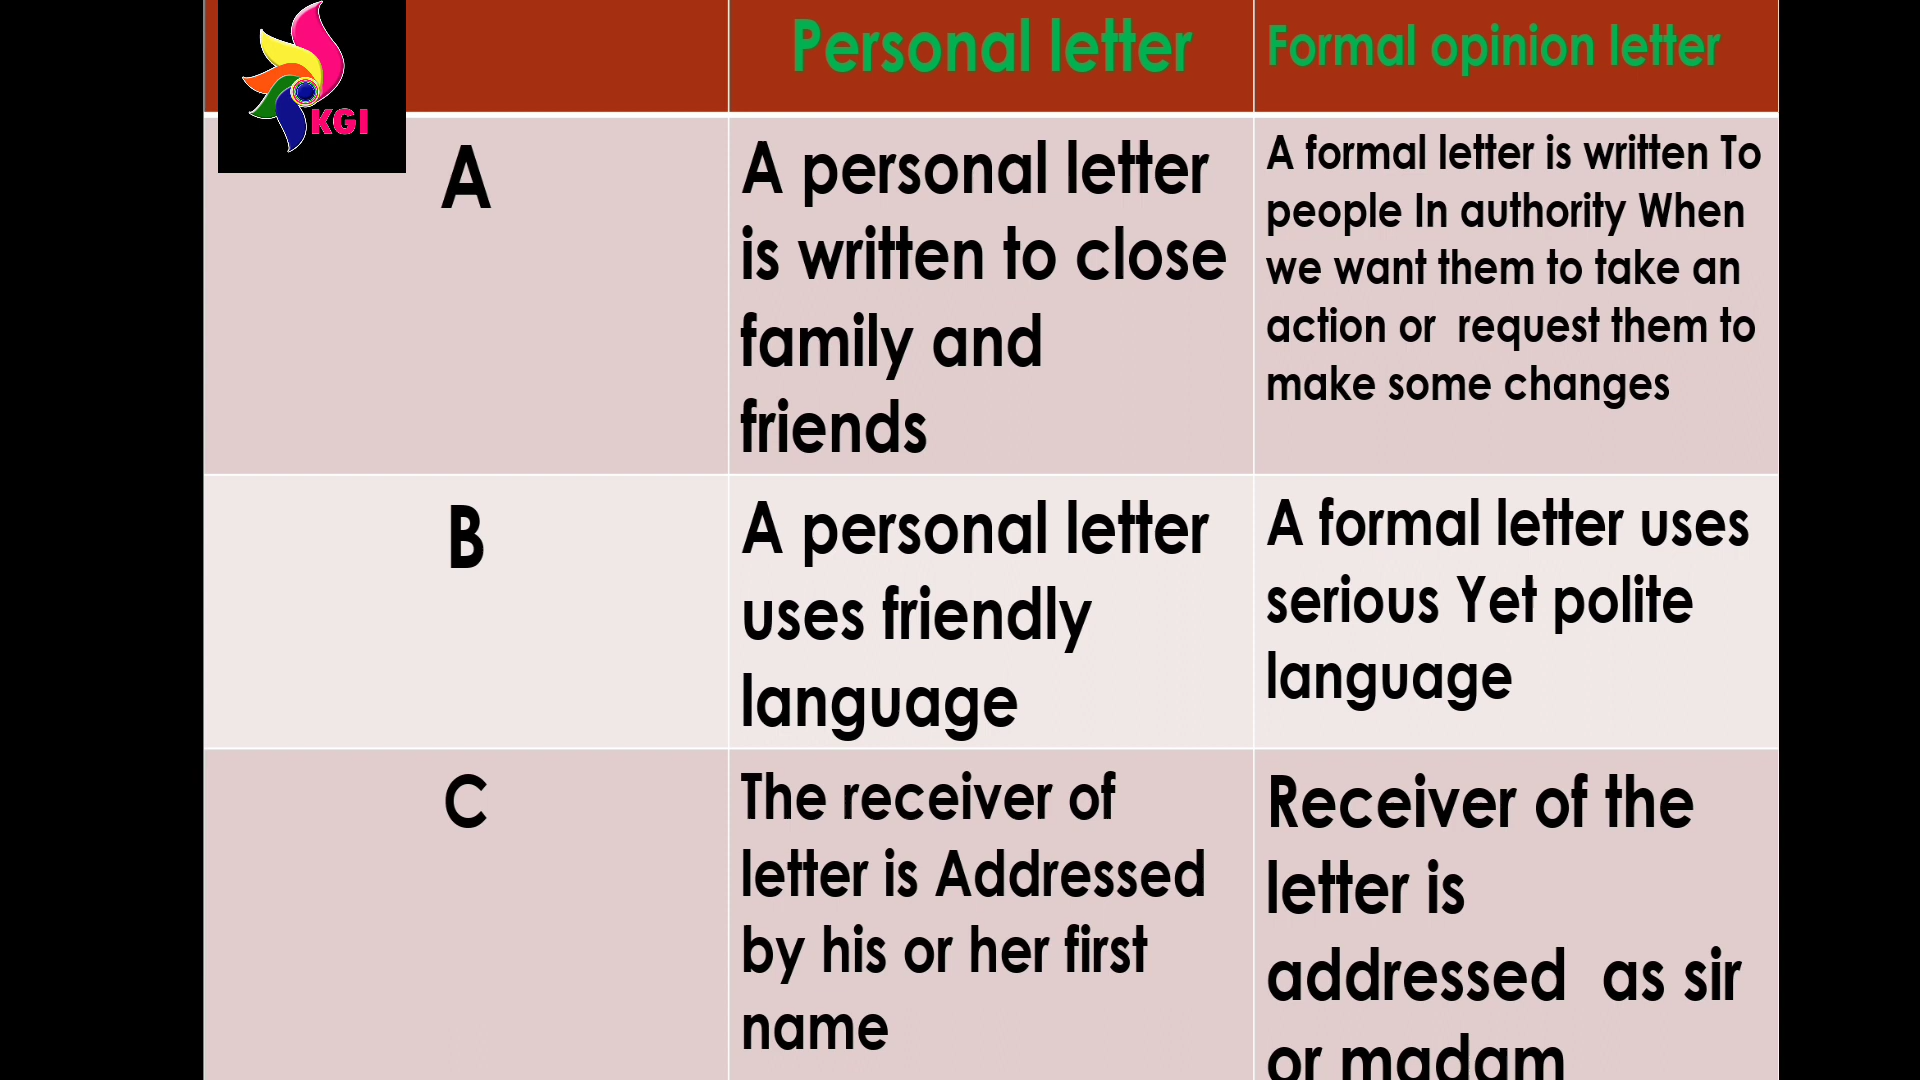 KGI
Personal letter
Formal opinion letter
A
A personal letter
is written to close
family and
friends
A formal letter is written To
people In authority When
we want them to take an
action or  request them to
make some changes
B
A personal letter
uses friendly
language
A formal letter uses
serious Yet polite
language
C
The receiver of
letter is Addressed
by his or her first
name
Receiver of the
letter is
addressed  as sir
or madam